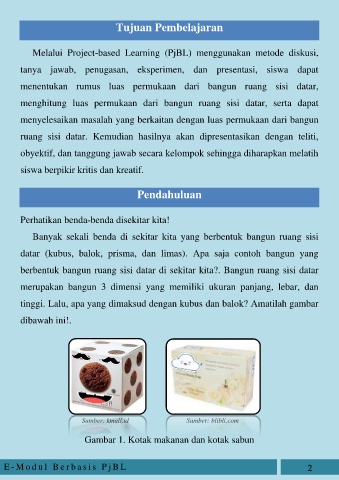 Tujuan Pembelajaran
Melalui Project-based Learning (PjBL) menggunakan metode diskusi,
tanya jawab, penugasan, eksperimen, dan presentasi, siswa dapat
menentukan rumus luas permukaan dari bangun ruang sisi datar,
menghitung luas permukaan dari bangun ruang sisi datar, serta dapat
menyelesaikan masalah yang berkaitan dengan luas permukaan dari bangun
ruang sisi datar. Kemudian hasilnya akan dipresentasikan dengan teliti,
obyektif, dan tanggung jawab secara kelompok sehingga diharapkan melatih
siswa berpikir kritis dan kreatif.
Pendahuluan
Perhatikan benda-benda disekitar kita!
Banyak sekali benda di sekitar kita yang berbentuk bangun ruang sisi
datar (kubus, balok, prisma, dan limas). Apa saja contoh bangun yang
berbentuk bangun ruang sisi datar di sekitar kita?. Bangun ruang sisi datar
merupakan bangun 3 dimensi yang memiliki ukuran panjang, lebar, dan
tinggi. Lalu, apa yang dimaksud dengan kubus dan balok? Amatilah gambar
dibawah ini!.
Sumber: kmall.id
Sumber: blibli.com
Gambar 1. Kotak makanan dan kotak sabun
E-Modul Berbasis PjBL
2